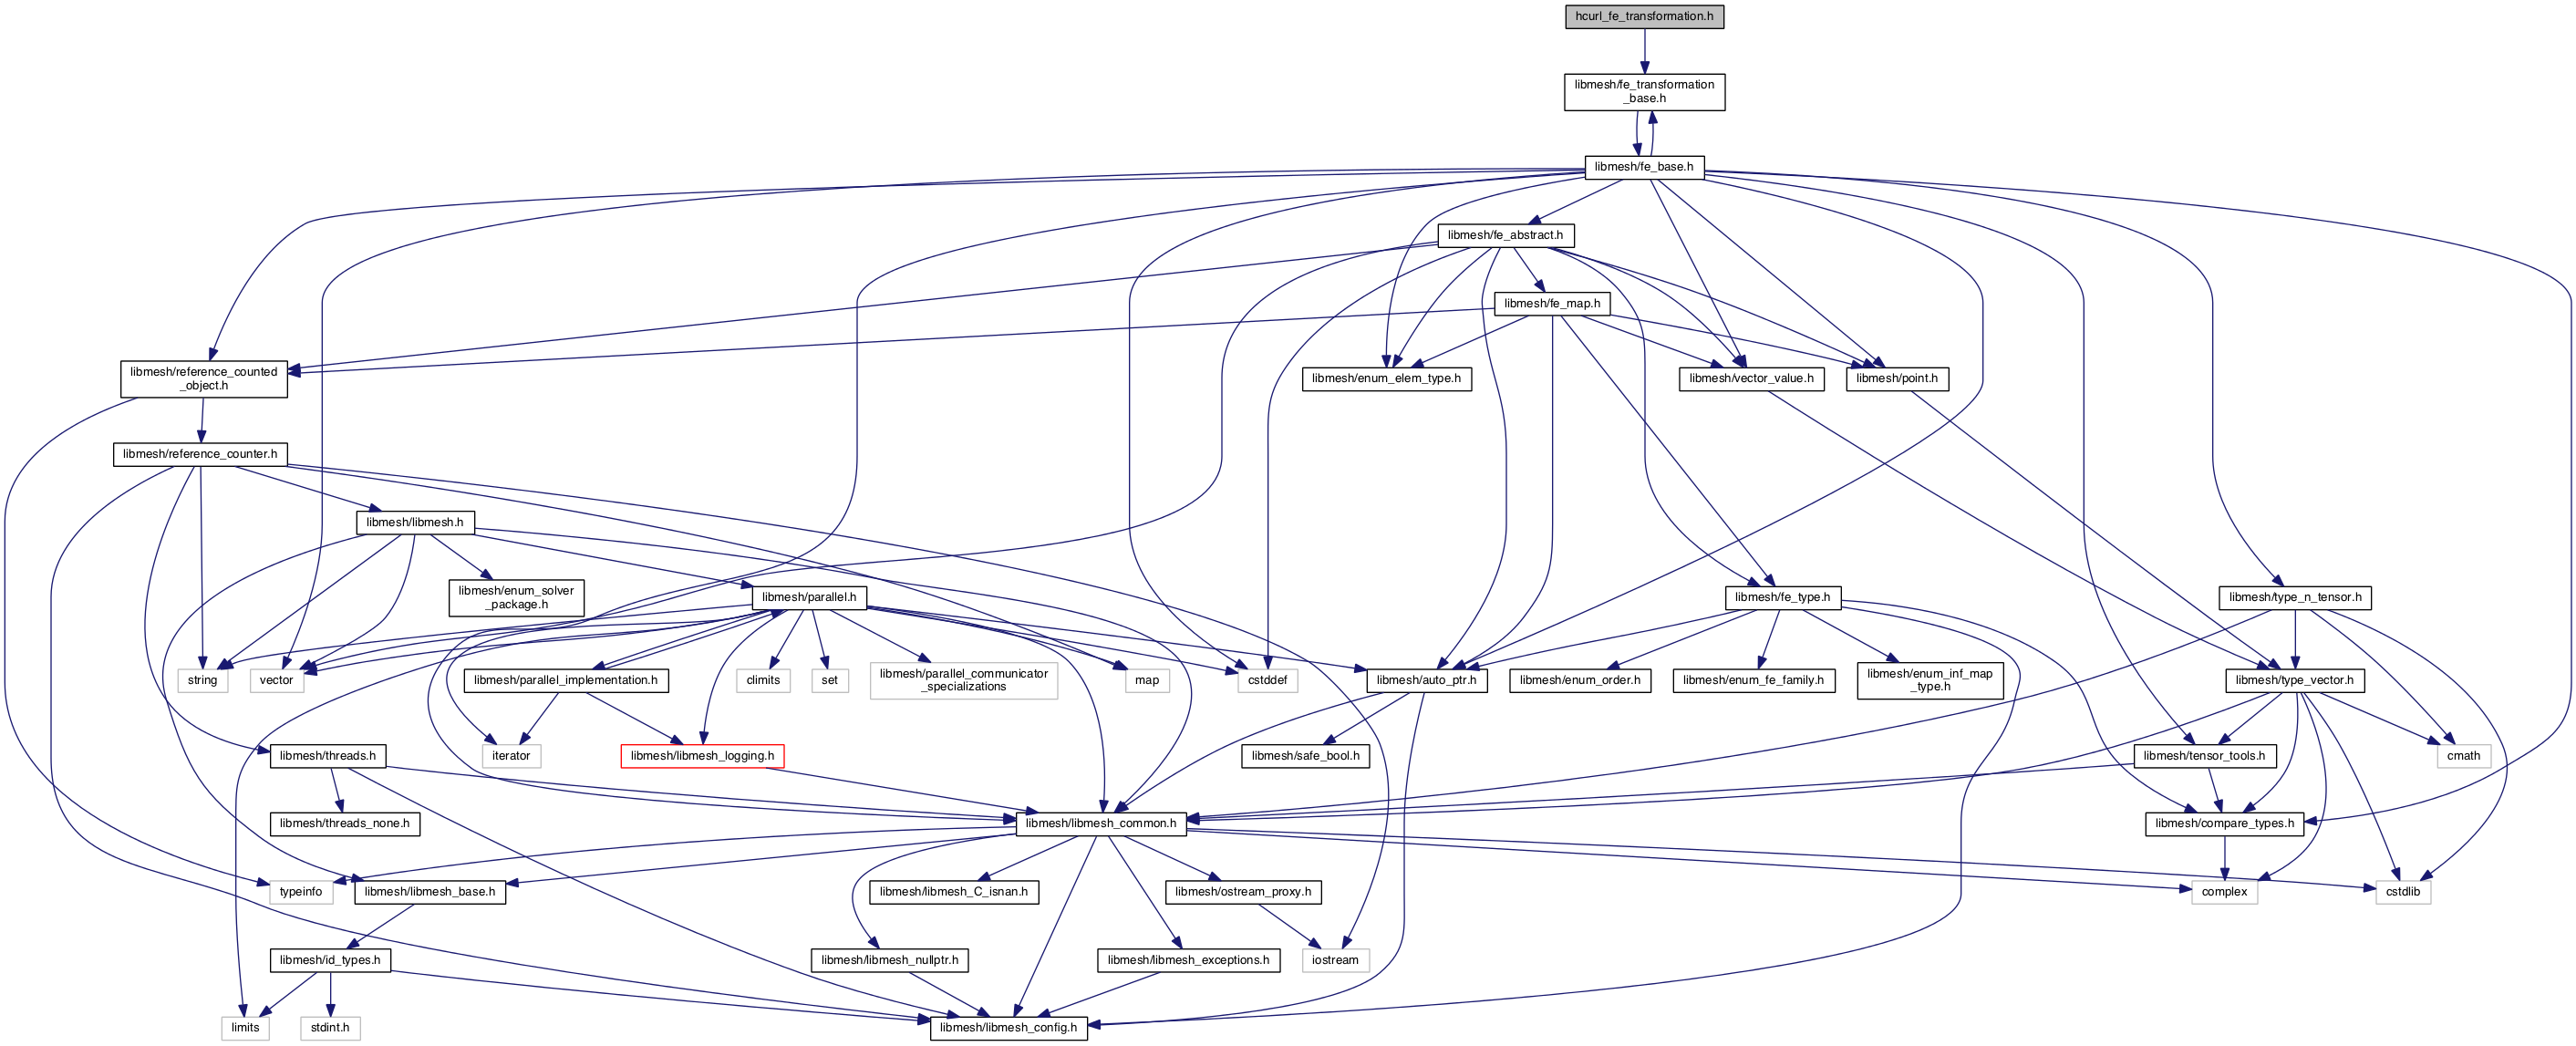 hcurl_fe_transformation.h
libmesh/fe_transformation
_base.h
libmesh/fe_base.h
libmesh/fe_abstract.h
libmesh/fe_map.h
libmesh/reference_counted
_object.h
libmesh/enum_elem_type.h
libmesh/vector_value.h
libmesh/point.h
libmesh/reference_counter.h
libmesh/libmesh.h
libmesh/enum_solver
_package.h
libmesh/parallel.h
libmesh/fe_type.h
libmesh/type_n_tensor.h
string
vector
libmesh/parallel_implementation.h
climits
set
libmesh/parallel_communicator
_specializations
map
cstddef
libmesh/auto_ptr.h
libmesh/enum_order.h
libmesh/enum_fe_family.h
libmesh/enum_inf_map
_type.h
libmesh/type_vector.h
libmesh/threads.h
iterator
libmesh/libmesh_logging.h
libmesh/safe_bool.h
libmesh/tensor_tools.h
cmath
libmesh/threads_none.h
libmesh/libmesh_common.h
libmesh/compare_types.h
typeinfo
libmesh/libmesh_base.h
libmesh/libmesh_C_isnan.h
libmesh/ostream_proxy.h
complex
cstdlib
libmesh/id_types.h
libmesh/libmesh_nullptr.h
libmesh/libmesh_exceptions.h
iostream
limits
stdint.h
libmesh/libmesh_config.h